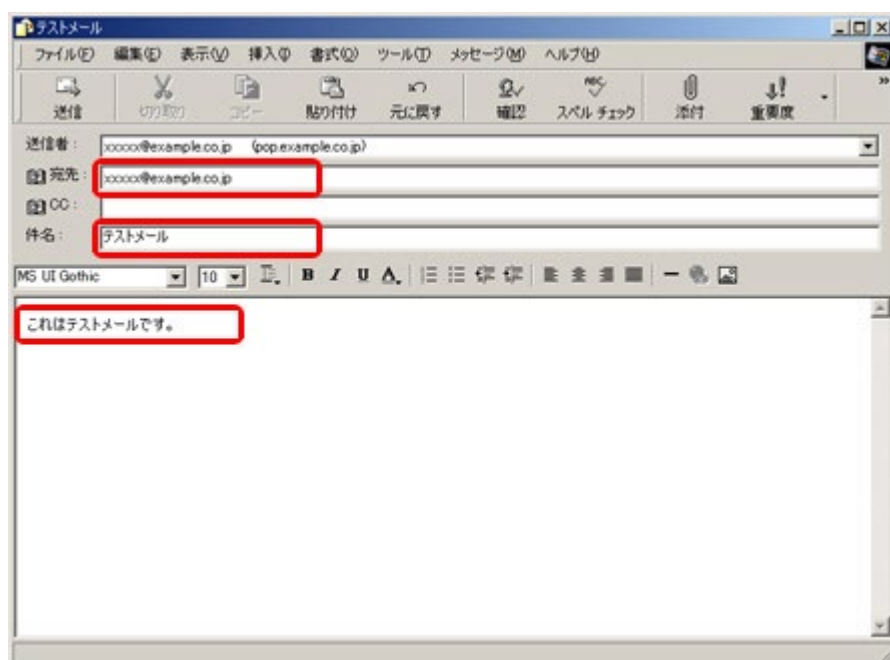 テストメール
ファイル(F) 編集(E) 表示(V) 挿入(I) 書式(O) ツール(T) メッセージ(M) ヘルプ(H)
送信 切り取り コピー 貼り付け 元に戻す 確認 スペル チェック 添付 重要度
送信者: xxxxx@example.co.jp (pop.example.co.jp)
宛先: xxxxx@example.co.jp
CC:
件名: テストメール
MS UI Gothic 10 B I U A
これはテストメールです。